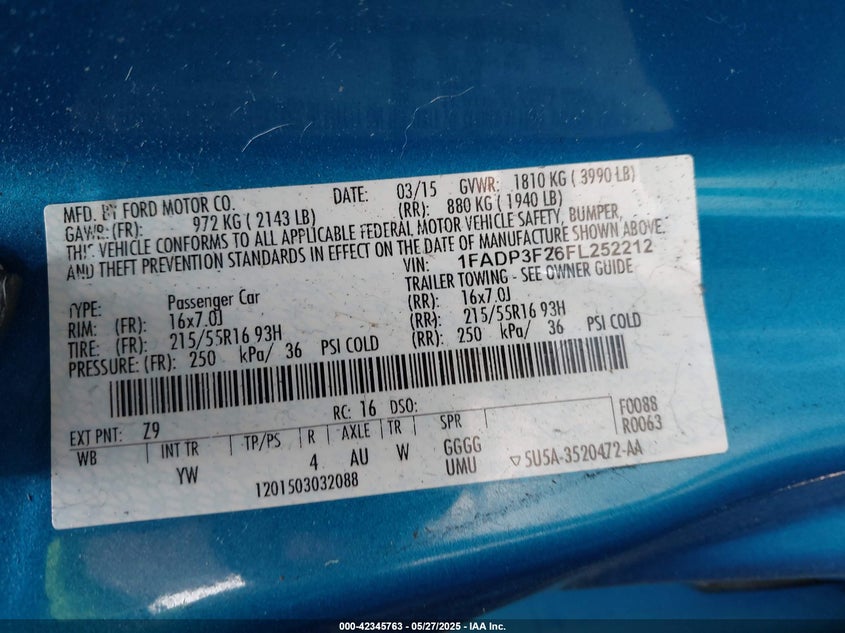 MFD. BY FORD MOTOR CO. DATE: 03/15 GVWR: 1810 KG ( 3990 LB)
GAWR: (FR): 972 KG ( 2143 LB) (RR): 880 KG ( 1940 LB)
THIS VEHICLE CONFORMS TO ALL APPLICABLE FEDERAL MOTOR VEHICLE SAFETY, BUMPER,
AND THEFT PREVENTION STANDARDS IN EFFECT ON THE DATE OF MANUFACTURE SHOWN ABOVE.
VIN: 1FADP3FZ6FL252212
TYPE: Passenger Car TRAILER TOWING - SEE OWNER GUIDE
RIM: (FR): 16x7.0J (RR): 16x7.0J
TIRE: (FR): 215/55R16 93H (RR): 215/55R16 93H
PRESSURE: (FR): 250 kPa/ 36 PSI COLD (RR): 250 kPa/ 36 PSI COLD
EXT PNT: Z9 RC: 16 DSO: F0088
WB INT TR TP/PS R AXLE TR SPR R0063
YW 4 AU W GGGG
UMU 5U5A-3520472-AA
1201503032088
000-42345763 - 05/27/2025 - IAA Inc.